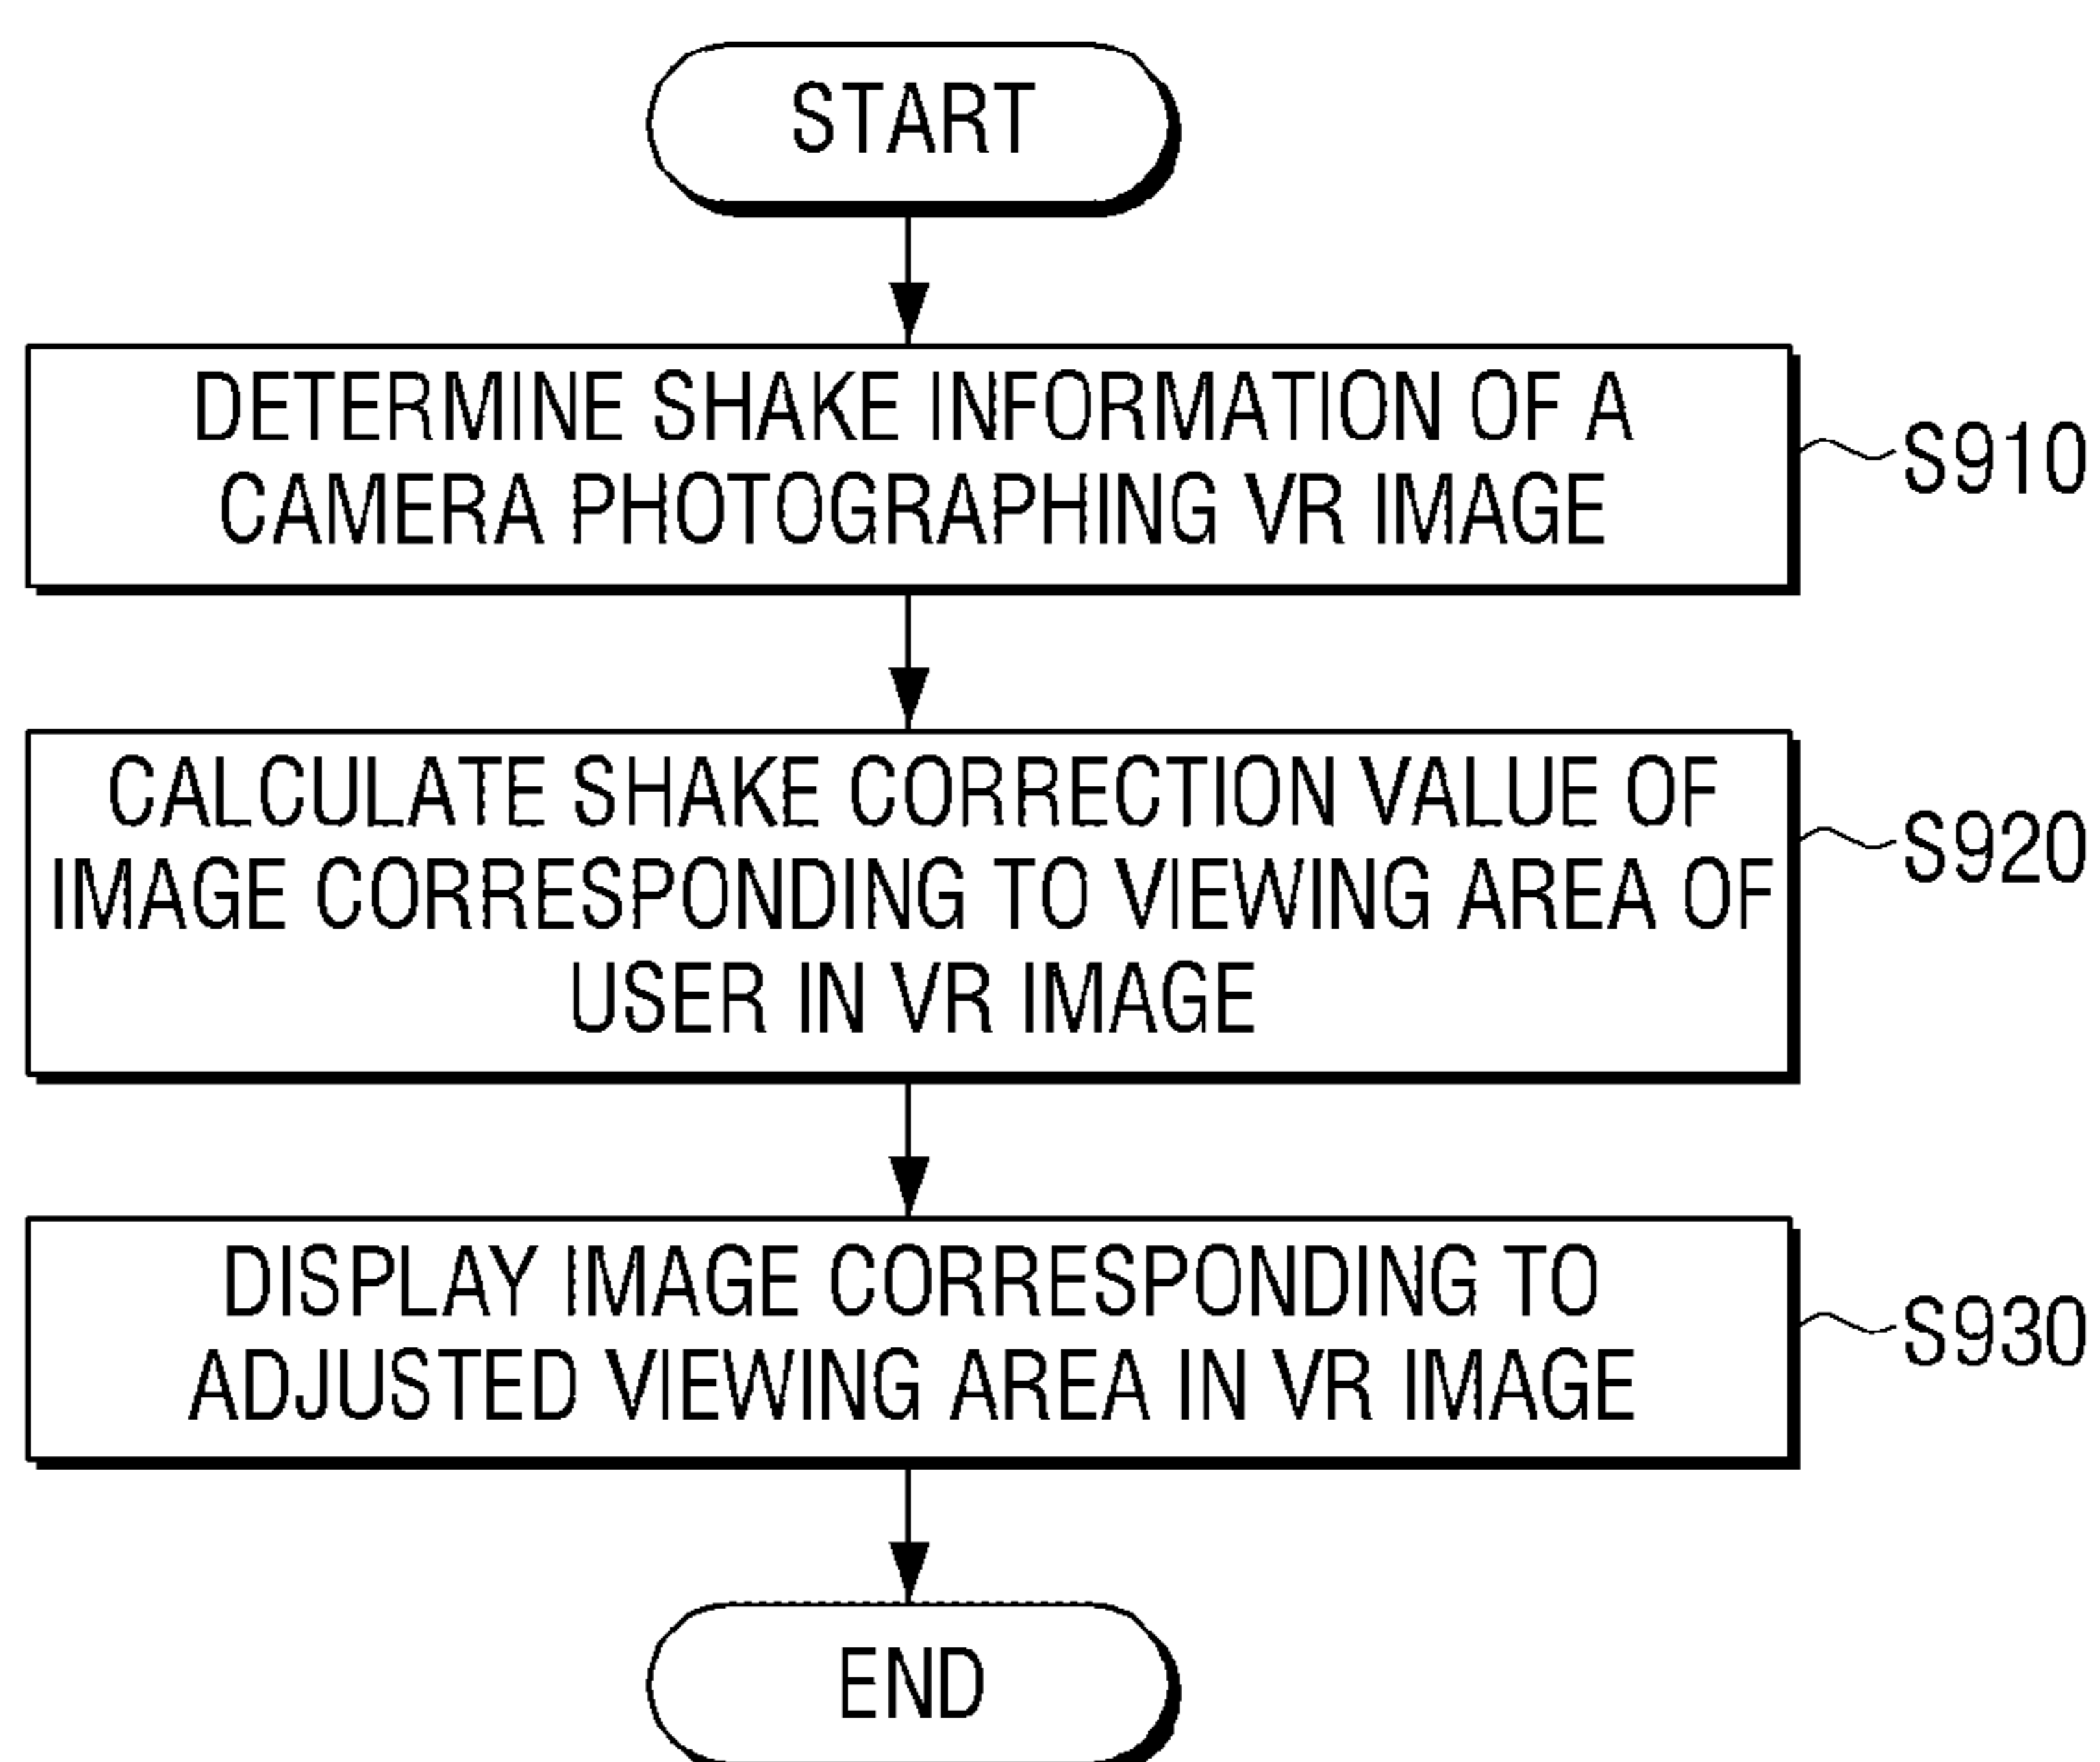 START
DETERMINE SHAKE INFORMATION OF A
CAMERA PHOTOGRAPHING VR IMAGE
S910
CALCULATE SHAKE CORRECTION VALUE OF
IMAGE CORRESPONDING TO VIEWING AREA OF
USER IN VR IMAGE
S920
DISPLAY IMAGE CORRESPONDING TO
ADJUSTED VIEWING AREA IN VR IMAGE
S930
END